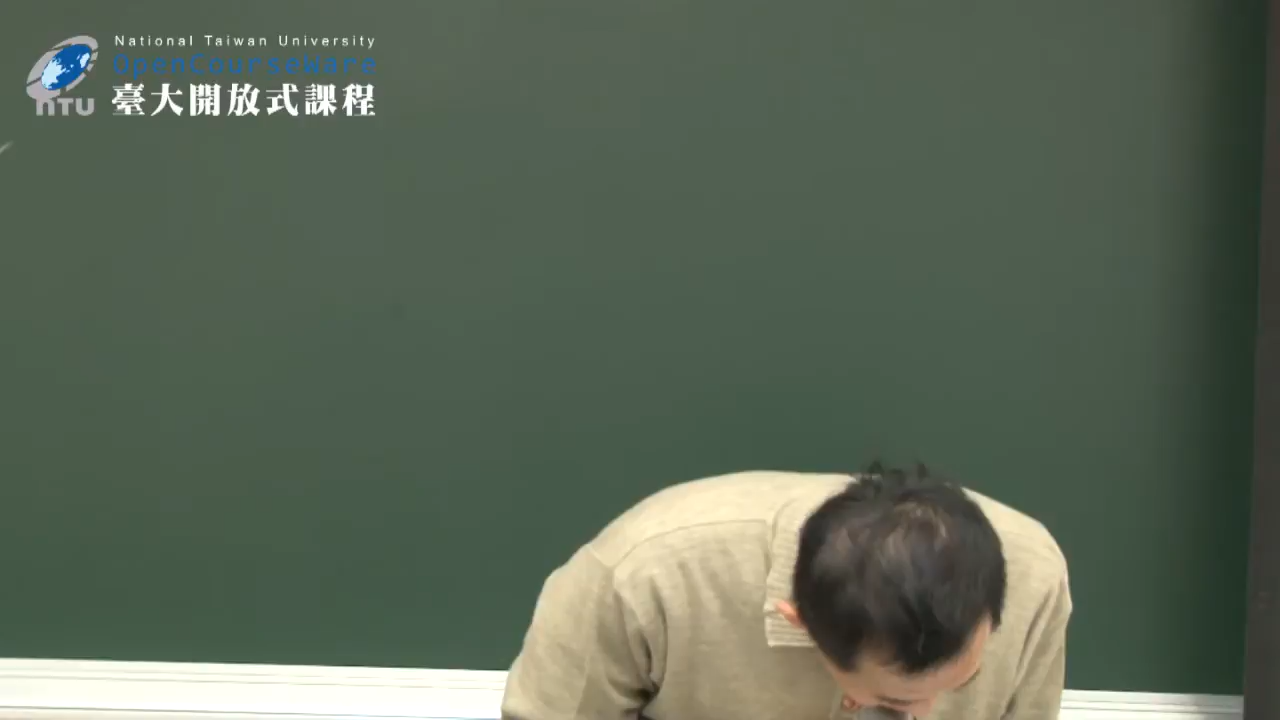 National Taiwan University
OpenCourseWare
臺大開放式課程
NTU